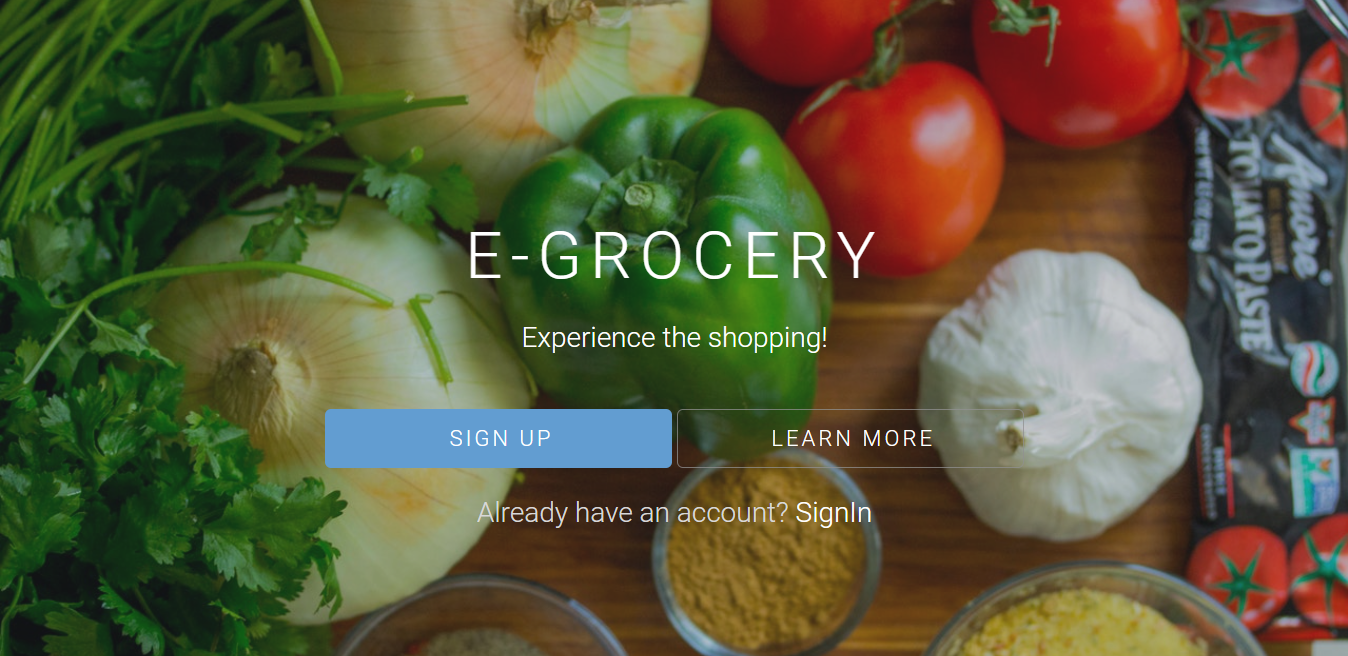 E-GROCERY
Experience the shopping!
SIGN UP
LEARN MORE
Already have an account? SignIn
Amore
TOMATO PASTE